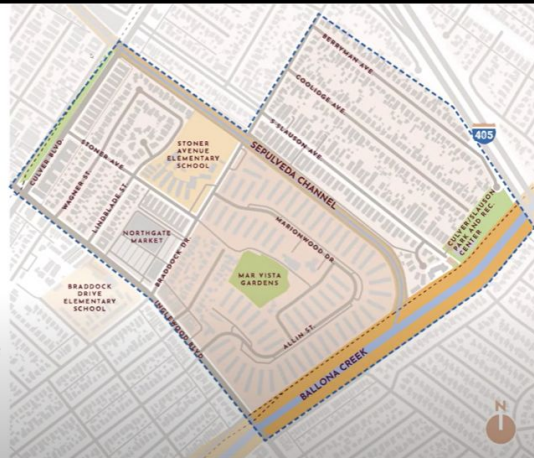 BERRYMAN AVE
COOLIDGE AVE
S SLAUSON AVE
405
SEPULVEDA CHANNEL
STONER
AVENUE
ELEMENTARY
SCHOOL
CULVER BLVD
STONER AVE
WAGNER ST
LINDBLADE ST
NORTHGATE
MARKET
BRADDOCK DR
MARIONWOOD DR
CULVER/SLAUSON
PARK AND REC.
CENTER
MAR VISTA
GARDENS
BRADDOCK
DRIVE
ELEMENTARY
SCHOOL
INGLEWOOD BLVD
ALLIN ST
BALLONA CREEK
N